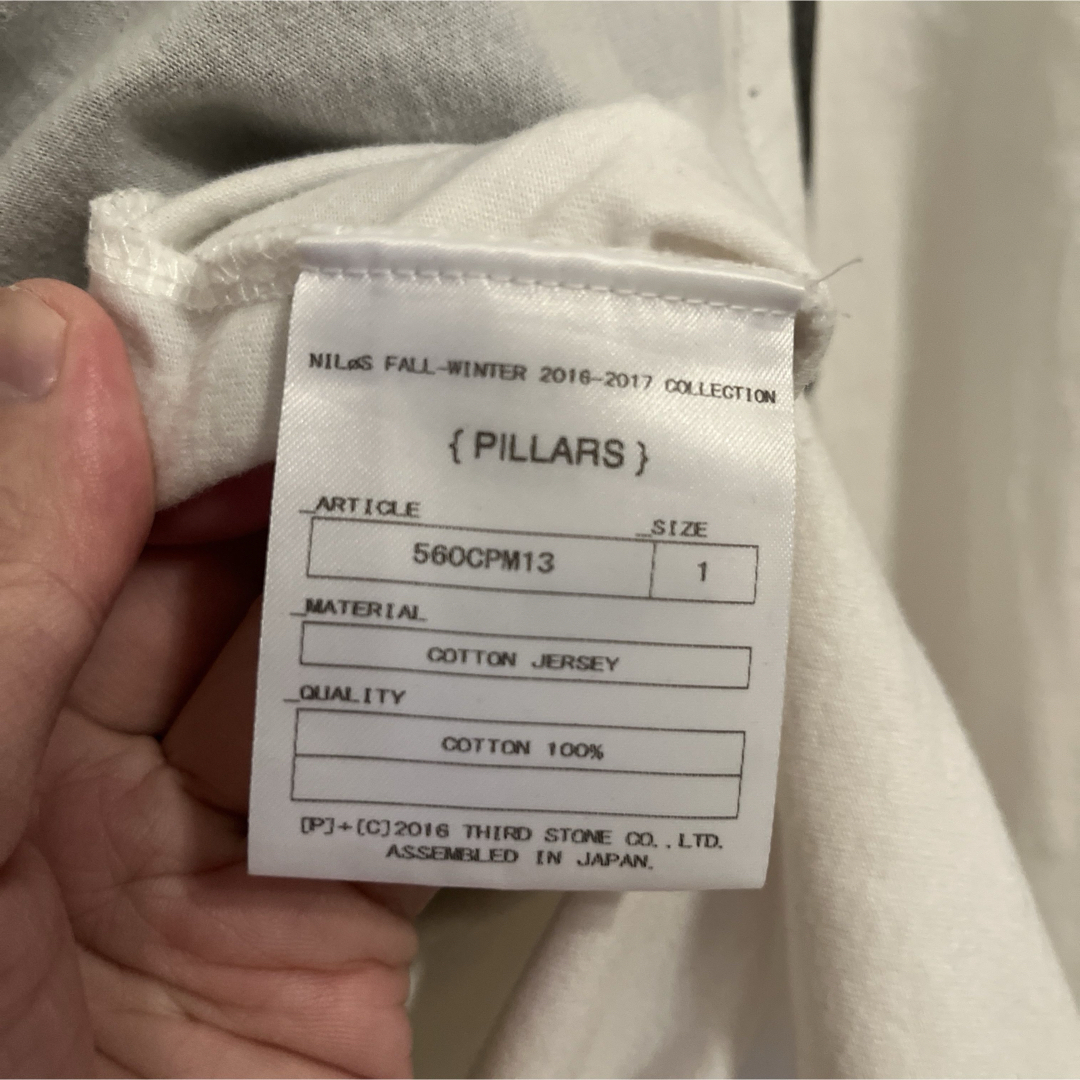 NILøS FALL-WINTER 2016-2017 COLLECTION
{ PILLARS }
_ARTICLE _SIZE
560CPM13 1
_MATERIAL
COTTON JERSEY
_QUALITY
COTTON 100%
[P]+[C]2016 THIRD STONE CO.,LTD.
ASSEMBLED IN JAPAN.